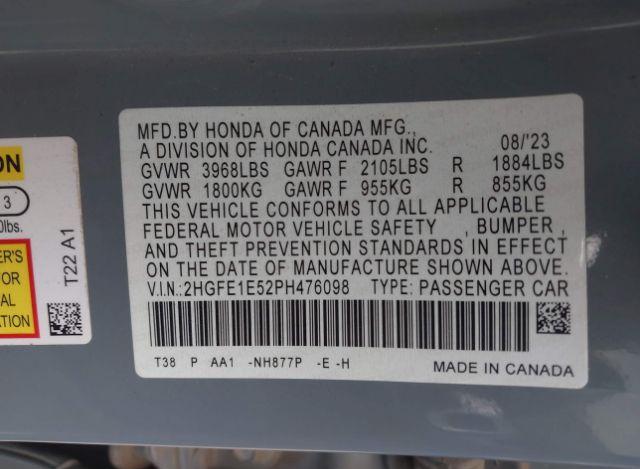 MFD.BY HONDA OF CANADA MFG.,
A DIVISION OF HONDA CANADA INC. 08/'23
GVWR 3968LBS GAWR F 2105LBS R 1884LBS
GVWR 1800KG GAWR F 955KG R 855KG
THIS VEHICLE CONFORMS TO ALL APPLICABLE
FEDERAL MOTOR VEHICLE SAFETY , BUMPER ,
AND THEFT PREVENTION STANDARDS IN EFFECT
ON THE DATE OF MANUFACTURE SHOWN ABOVE.
V.I.N.:2HGFE1E52PH476098 TYPE: PASSENGER CAR
T38 P AA1 -NH877P -E -H
MADE IN CANADA
ON
3
0lbs.
T22 A1